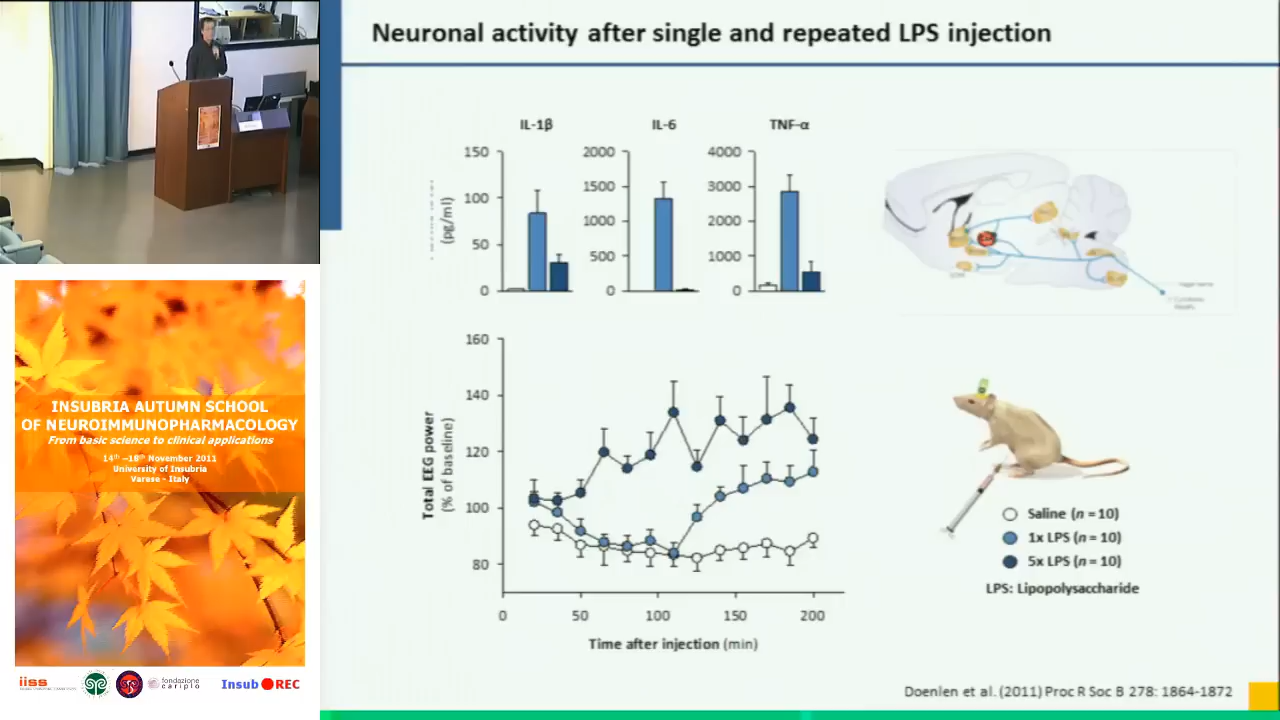 Neuronal activity after single and repeated LPS injection
IL-1β
IL-6
TNF-α
150
100
50
0
(pg/ml)
2000
1500
1000
500
0
4000
3000
2000
1000
0
160
140
120
100
80
Total EEG power
(% of baseline)
0
50
100
150
200
Time after injection (min)
Saline (n = 10)
1x LPS (n = 10)
5x LPS (n = 10)
LPS: Lipopolysaccharide
Doenlen et al. (2011) Proc R Soc B 278: 1864-1872
INSUBRIA AUTUMN SCHOOL
OF NEUROIMMUNOPHARMACOLOGY
From basic science to clinical applications
14th –18th November 2011
University of Insubria
Varese - Italy
iiss
fondazione
cariplo
Insub REC